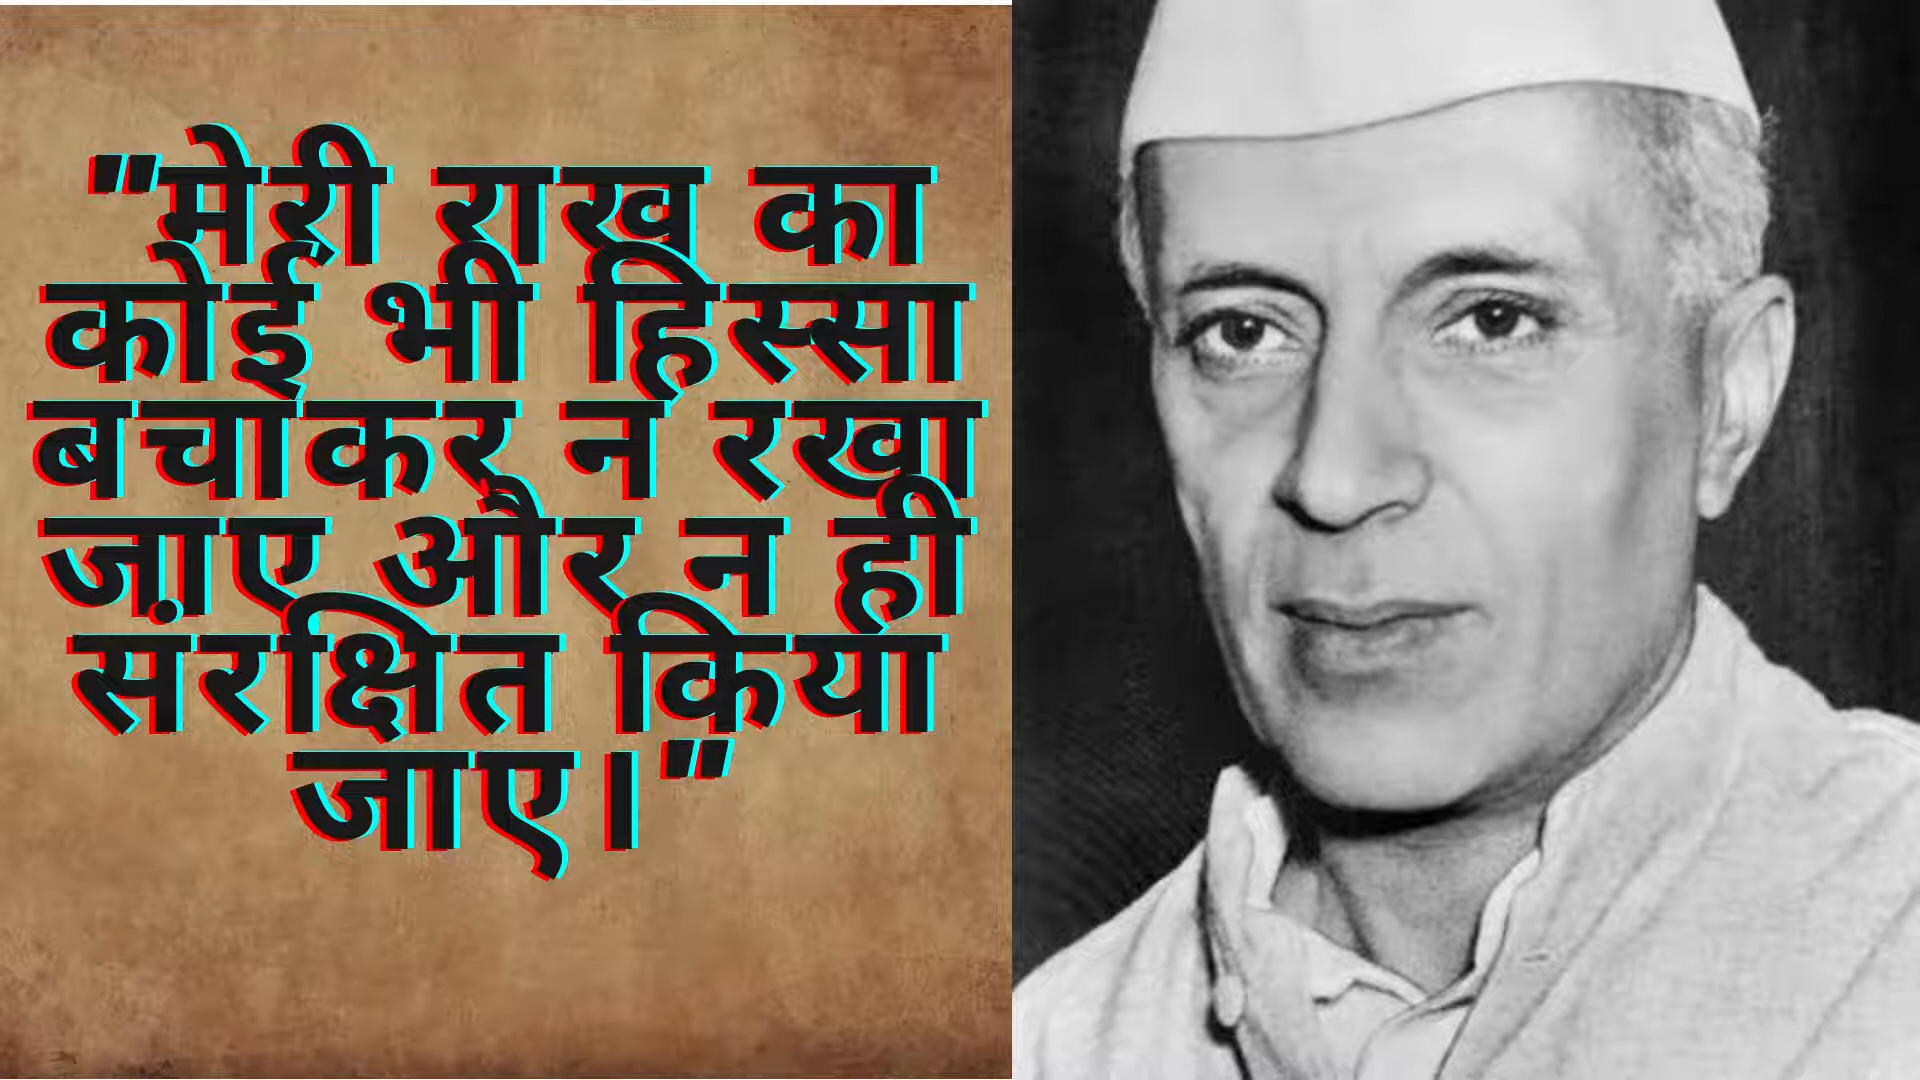 "मेरी राख का
कोई भी हिस्सा
बचाकर न रखा
जाए और न ही
संरक्षित किया
जाए।"